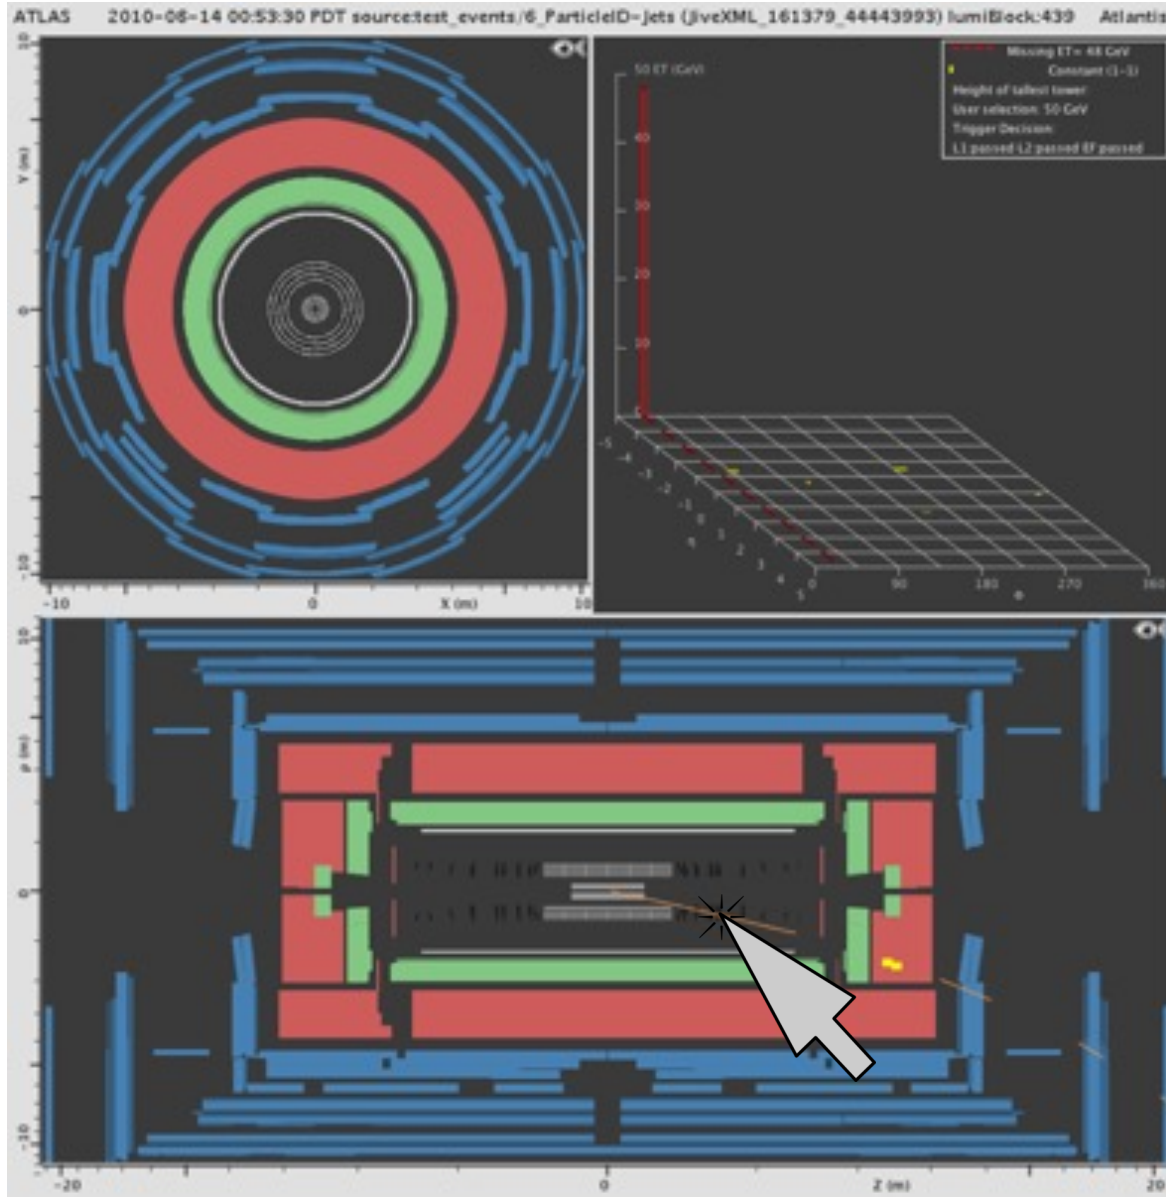 ATLAS 2010-06-14 00:53:30 PDT source:test_events/6_ParticleID-Jets (JiveXML_161379_44443993) lumiBlock:439 Atlantis
10
Y (m)
0
-10
-10 0 X (m) 10
50 ET (GeV)
40
30
20
10
0
Missing ET= 48 GeV
Constant (1-1)
Height of tallest tower
User selection: 50 GeV
Trigger Decision:
L1 passed L2 passed EF passed
-5
-4
-3
-2
-1
0
η
1
2
3
4
5
0 90 180 270 360
10
ρ (m)
0
-10
-20 0 Z (m) 20